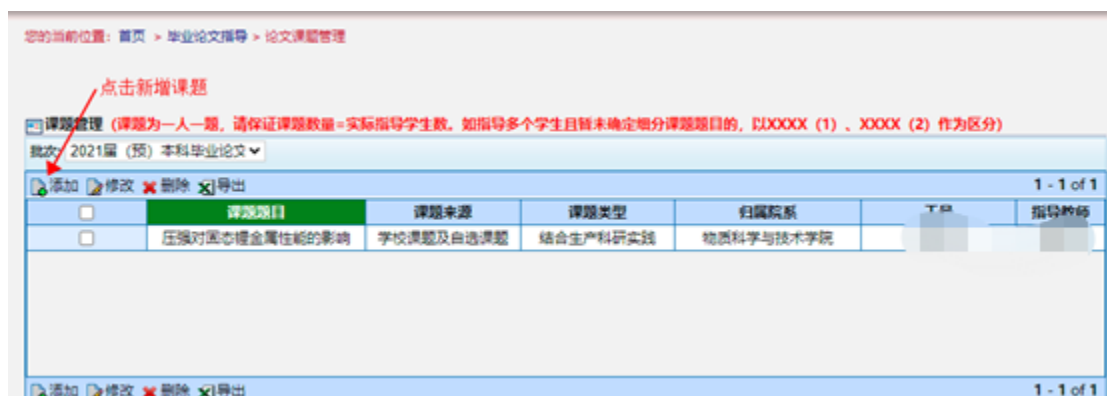 您的当前位置：首页 > 毕业论文指导 > 论文课题管理
点击新增课题
课题管理（课题为一人一题，请保证课题数量=实际指导学生数。如指导多个学生且暂未确定细分课题题目的，以XXXX（1）、XXXX（2）作为区分）
批次: 2021届（预）本科毕业论文
添加 修改 删除 导出 1 - 1 of 1
课题题目 课题来源 课题类型 归属院系 工号 指导教师
压强对固态锂金属性能的影响 学校课题及自选课题 结合生产科研实践 物质科学与技术学院
添加 修改 删除 导出 1 - 1 of 1